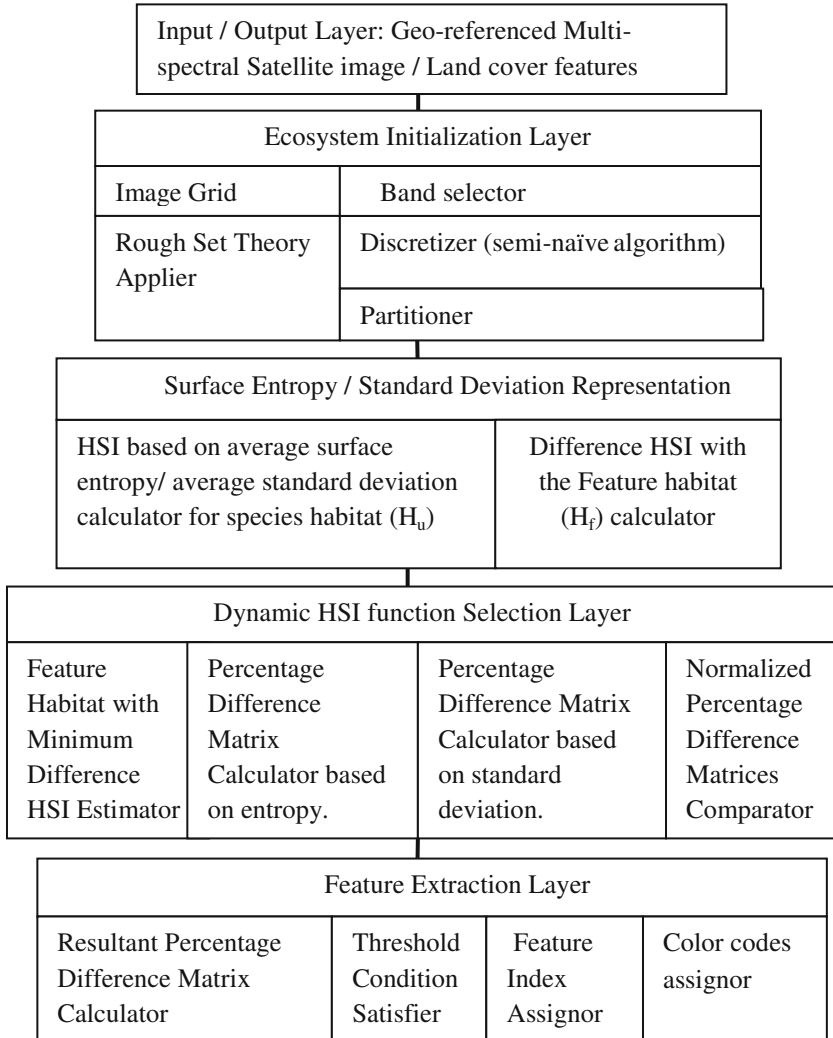 Input / Output Layer: Geo-referenced Multi-
spectral Satellite image / Land cover features
Ecosystem Initialization Layer
Image Grid
Band selector
Rough Set Theory
Applier
Discretizer (semi-naïve algorithm)
Partitioner
Surface Entropy / Standard Deviation Representation
HSI based on average surface
entropy/ average standard deviation
calculator for species habitat (Hu)
Difference HSI with
the Feature habitat
(Hf) calculator
Dynamic HSI function Selection Layer
Feature
Habitat with
Minimum
Difference
HSI Estimator
Percentage
Difference
Matrix
Calculator based
on entropy.
Percentage
Difference Matrix
Calculator based
on standard
deviation.
Normalized
Percentage
Difference
Matrices
Comparator
Feature Extraction Layer
Resultant Percentage
Difference Matrix
Calculator
Threshold
Condition
Satisfier
Feature
Index
Assignor
Color codes
assignor